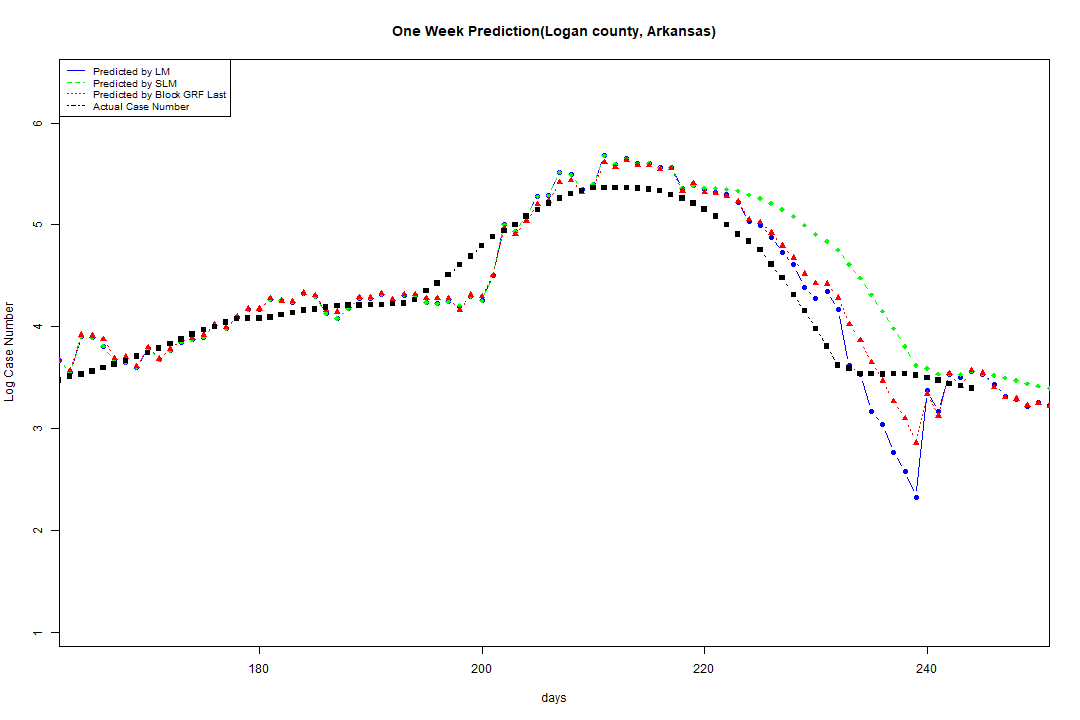 One Week Prediction(Logan county, Arkansas)
Predicted by LM
Predicted by SLM
Predicted by Block GRF Last
Actual Case Number
6
5
4
3
2
1
Log Case Number
180 200 220 240
days